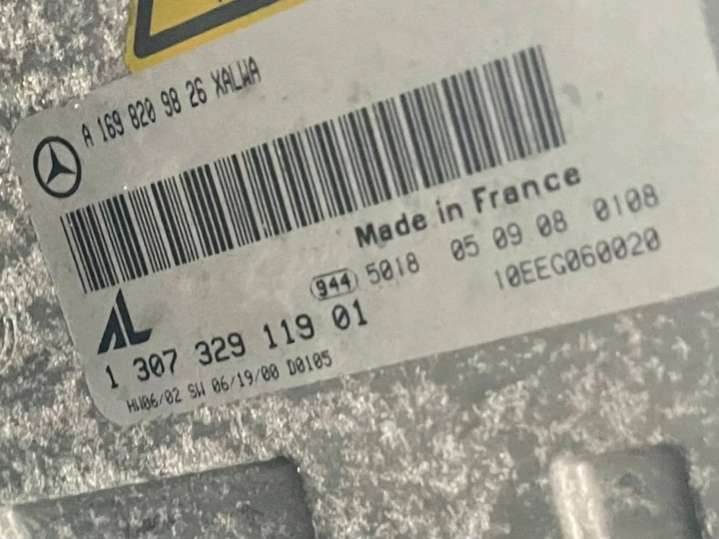 A 169 820 98 26 XALWA
Made in France
944 5018 05 09 08 0108
10EEG060020
AL
1 307 329 119 01
HW06/02 SW 06/19/00 D0105